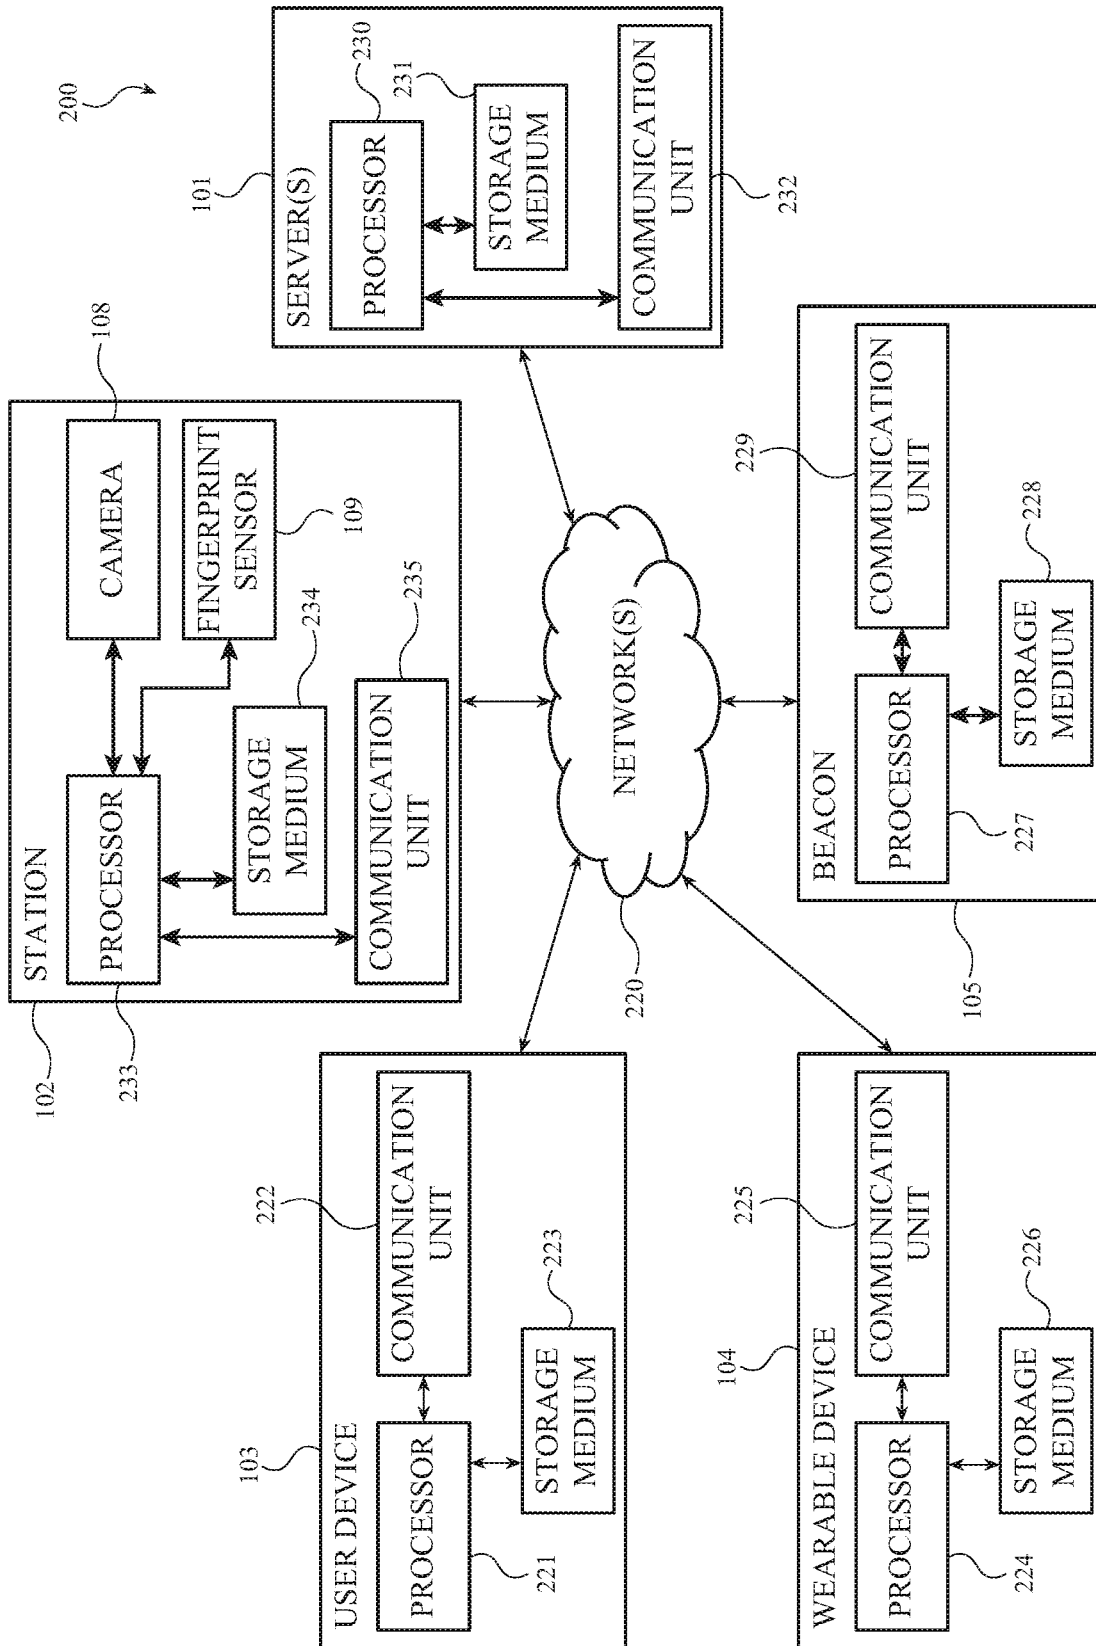 200
USER DEVICE
103
PROCESSOR
221
COMMUNICATION
UNIT
222
STORAGE
MEDIUM
223
STATION
102
PROCESSOR
233
CAMERA
108
FINGERPRINT
SENSOR
109
STORAGE
MEDIUM
234
COMMUNICATION
UNIT
235
SERVER(S)
101
PROCESSOR
230
STORAGE
MEDIUM
231
COMMUNICATION
UNIT
232
NETWORK(S)
220
WEARABLE DEVICE
104
PROCESSOR
224
COMMUNICATION
UNIT
225
STORAGE
MEDIUM
226
BEACON
105
PROCESSOR
227
COMMUNICATION
UNIT
229
STORAGE
MEDIUM
228